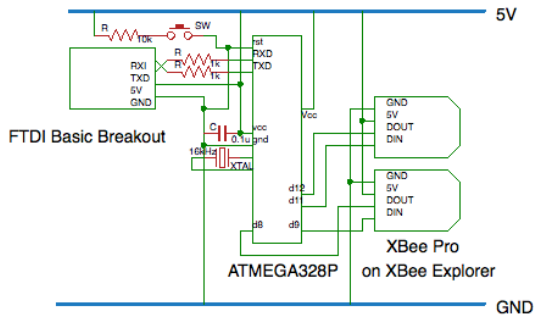 5V
R
SW
10k
rst
RXI
R
RXD
TXD
R
1k
TXD
5V
1k
GND
FTDI Basic Breakout
C
0.1u
vcc
gnd
Vcc
16kHz
XTAL
GND
5V
DOUT
DIN
d12
d11
d8
d9
GND
5V
DOUT
DIN
ATMEGA328P
XBee Pro
on XBee Explorer
GND